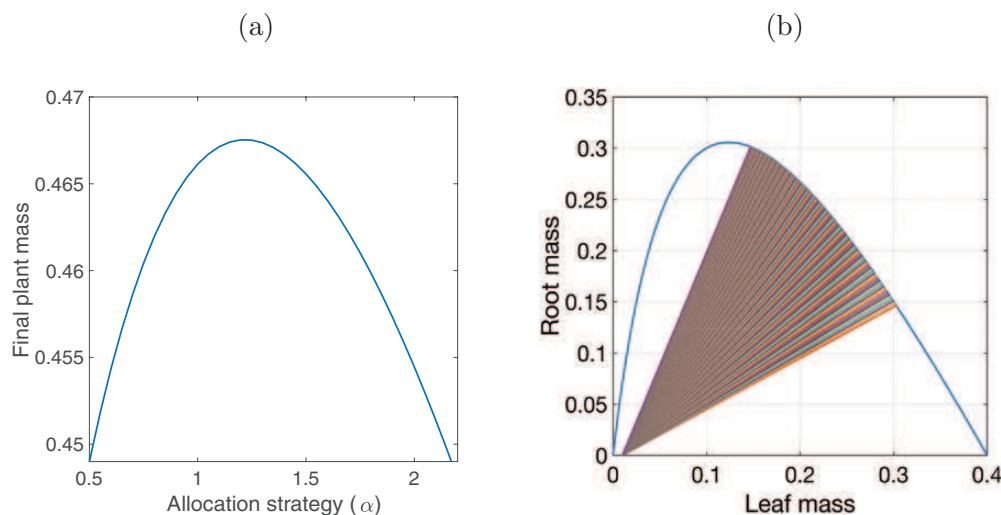 (a)
(b)
0.47
0.465
0.46
0.455
0.45
Final plant mass
0.5 1 1.5 2
Allocation strategy (α)
0.35
0.3
0.25
0.2
0.15
0.1
0.05
0
Root mass
0 0.1 0.2 0.3 0.4
Leaf mass